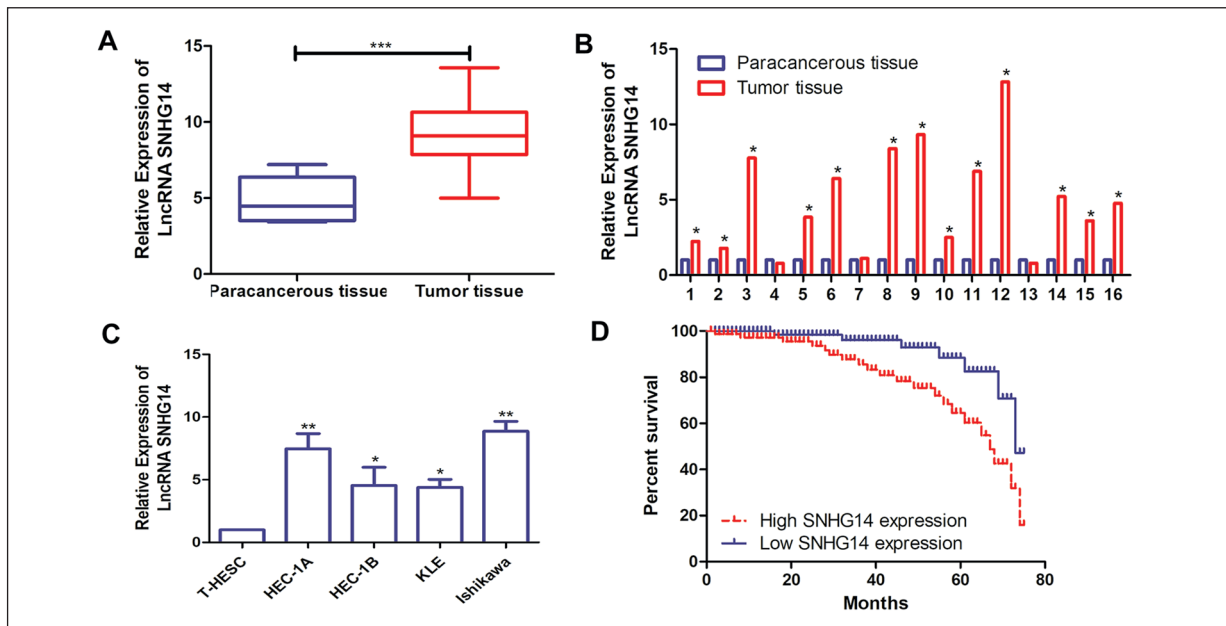 A
Relative Expression of
LncRNA SNHG14
15
10
5
0
***
Paracancerous tissue
Tumor tissue
B
Relative Expression of
LncRNA SNHG14
15
10
5
0
Paracancerous tissue
Tumor tissue
* * * * * * * * * * * * *
1 2 3 4 5 6 7 8 9 10 11 12 13 14 15 16
C
Relative Expression of
LncRNA SNHG14
15
10
5
0
** * * **
T-HESC
HEC-1A
HEC-1B
KLE
Ishikawa
D
Percent survival
100
80
60
40
20
0
High SNHG14 expression
Low SNHG14 expression
0 20 40 60 80
Months